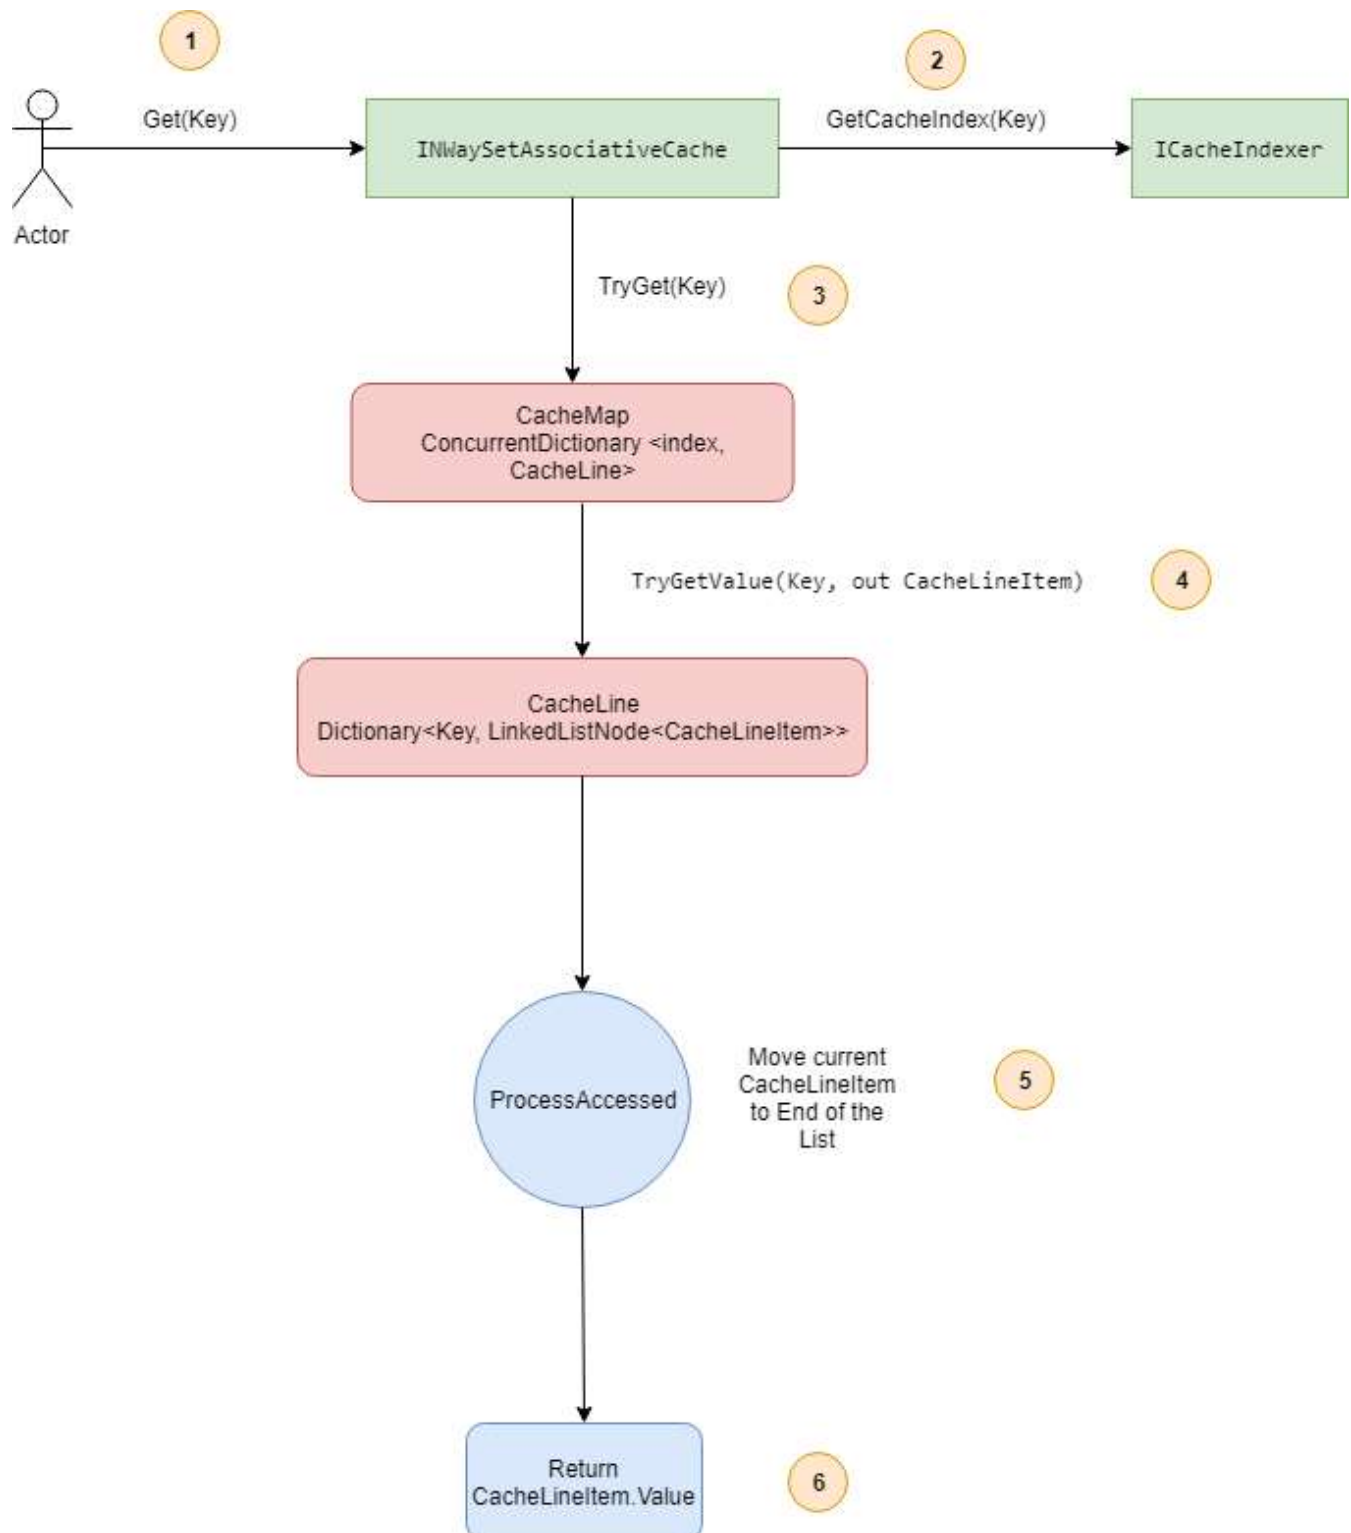 1
2
Get(Key)
GetCacheIndex(Key)
INWaySetAssociativeCache
ICacheIndexer
Actor
TryGet(Key)
3
CacheMap
ConcurrentDictionary <index,
CacheLine>
TryGetValue(Key, out CacheLineItem)
4
CacheLine
Dictionary<Key, LinkedListNode<CacheLineItem>>
ProcessAccessed
Move current
CacheLineItem
to End of the
List
5
Return
CacheLineItem.Value
6